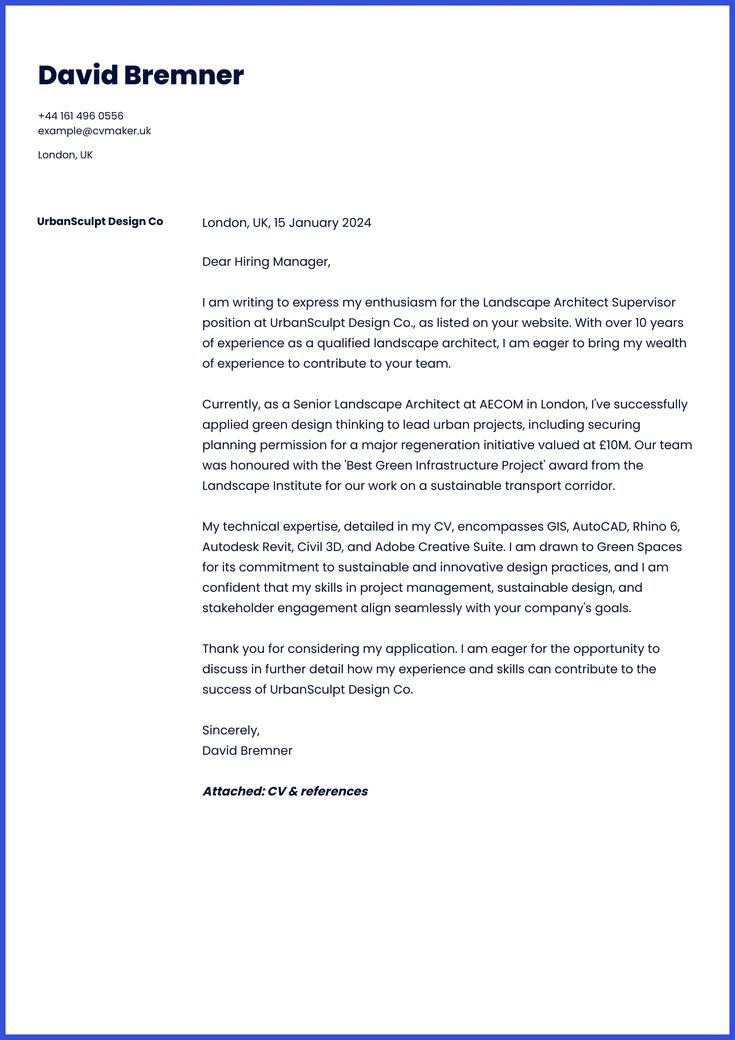 David Bremner
+44 161 496 0556
example@cvmaker.uk
London, UK
UrbanSculpt Design Co
London, UK, 15 January 2024
Dear Hiring Manager,
I am writing to express my enthusiasm for the Landscape Architect Supervisor
position at UrbanSculpt Design Co., as listed on your website. With over 10 years
of experience as a qualified landscape architect, I am eager to bring my wealth
of experience to contribute to your team.
Currently, as a Senior Landscape Architect at AECOM in London, I've successfully
applied green design thinking to lead urban projects, including securing
planning permission for a major regeneration initiative valued at £10M. Our team
was honoured with the 'Best Green Infrastructure Project' award from the
Landscape Institute for our work on a sustainable transport corridor.
My technical expertise, detailed in my CV, encompasses GIS, AutoCAD, Rhino 6,
Autodesk Revit, Civil 3D, and Adobe Creative Suite. I am drawn to Green Spaces
for its commitment to sustainable and innovative design practices, and I am
confident that my skills in project management, sustainable design, and
stakeholder engagement align seamlessly with your company's goals.
Thank you for considering my application. I am eager for the opportunity to
discuss in further detail how my experience and skills can contribute to the
success of UrbanSculpt Design Co.
Sincerely,
David Bremner
Attached: CV & references